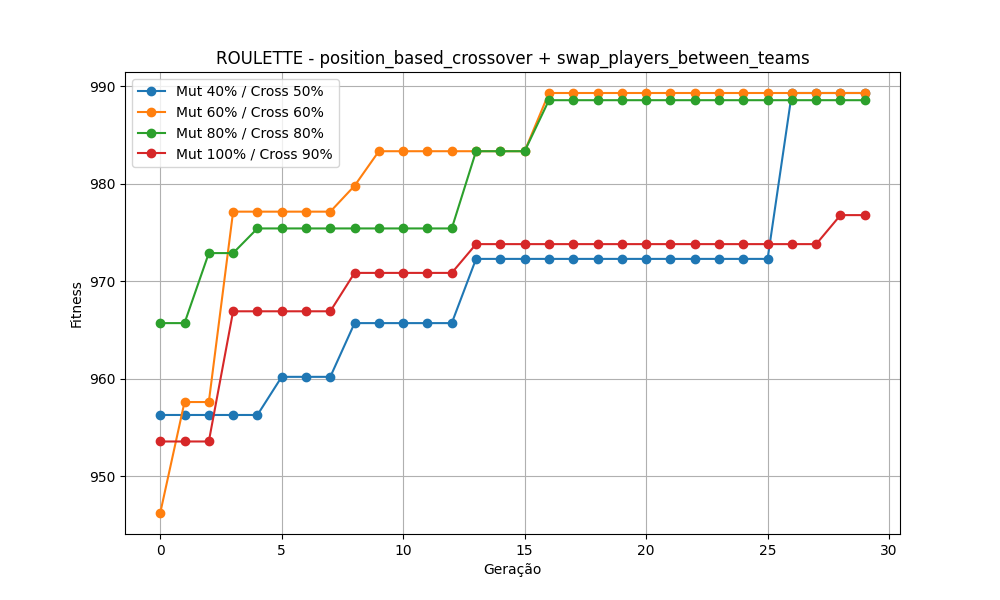 ROULETTE - position_based_crossover + swap_players_between_teams
Mut 40% / Cross 50%
Mut 60% / Cross 60%
Mut 80% / Cross 80%
Mut 100% / Cross 90%
Fitness
990
980
970
960
950
0 5 10 15 20 25 30
Geração